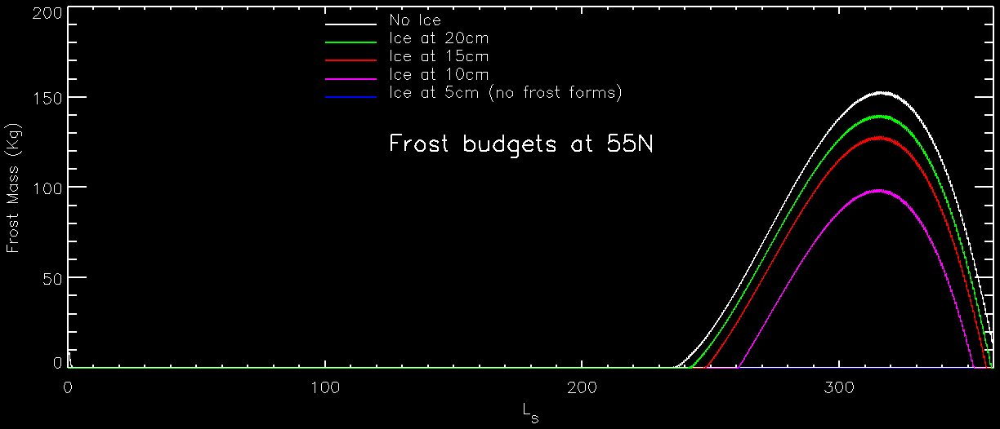 No Ice
Ice at 20cm
Ice at 15cm
Ice at 10cm
Ice at 5cm (no frost forms)
Frost budgets at 55N
Frost Mass (Kg)
200
150
100
50
0
0 100 200 300
Ls